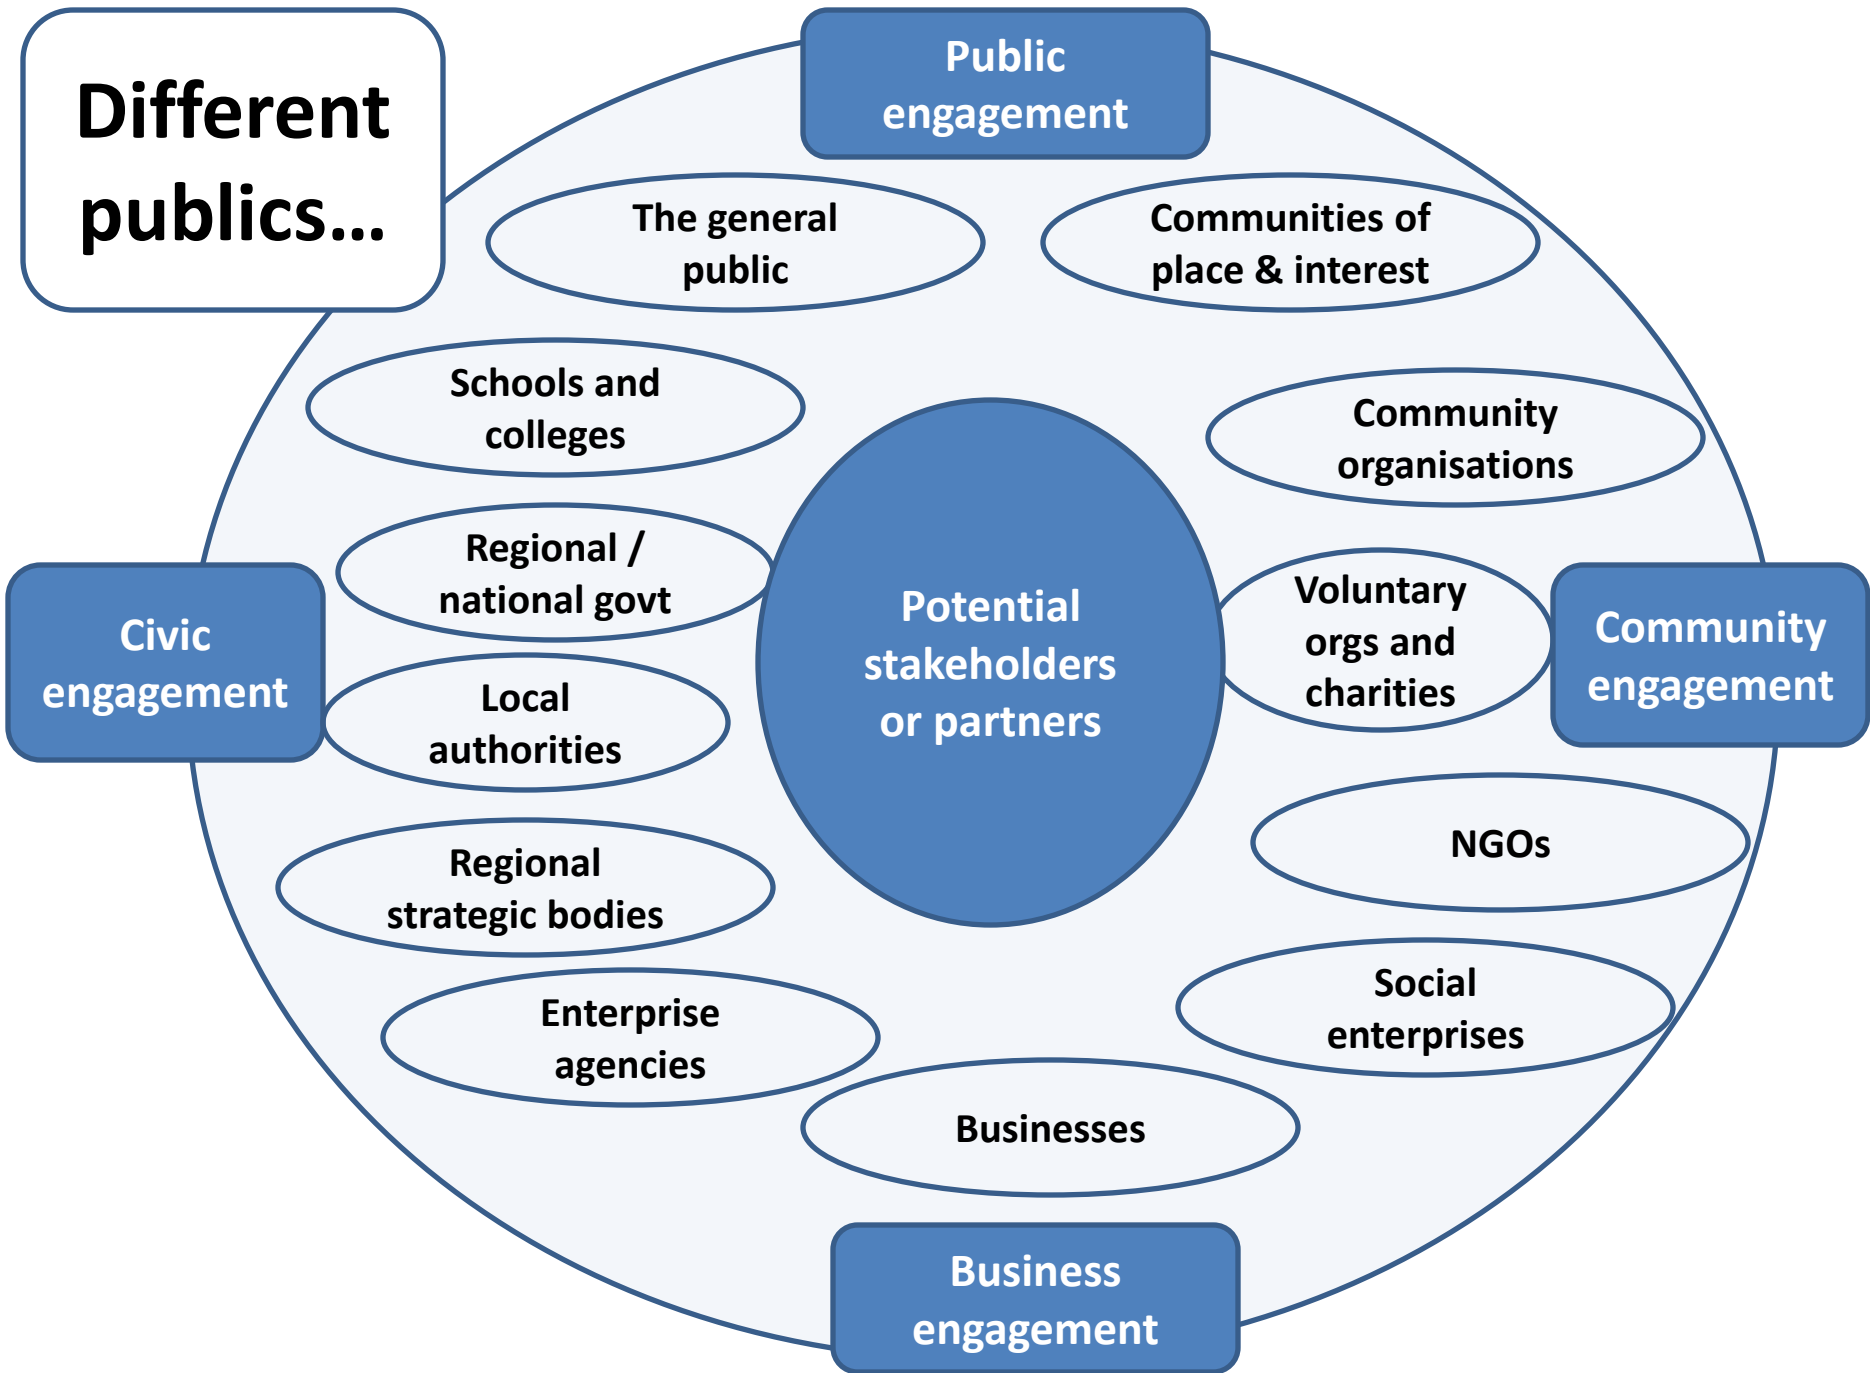 Different
publics...
Public
engagement
The general
public
Communities of
place & interest
Schools and
colleges
Community
organisations
Regional /
national govt
Potential
stakeholders
or partners
Voluntary
orgs and
charities
Civic
engagement
Community
engagement
Local
authorities
Regional
strategic bodies
NGOs
Enterprise
agencies
Social
enterprises
Businesses
Business
engagement